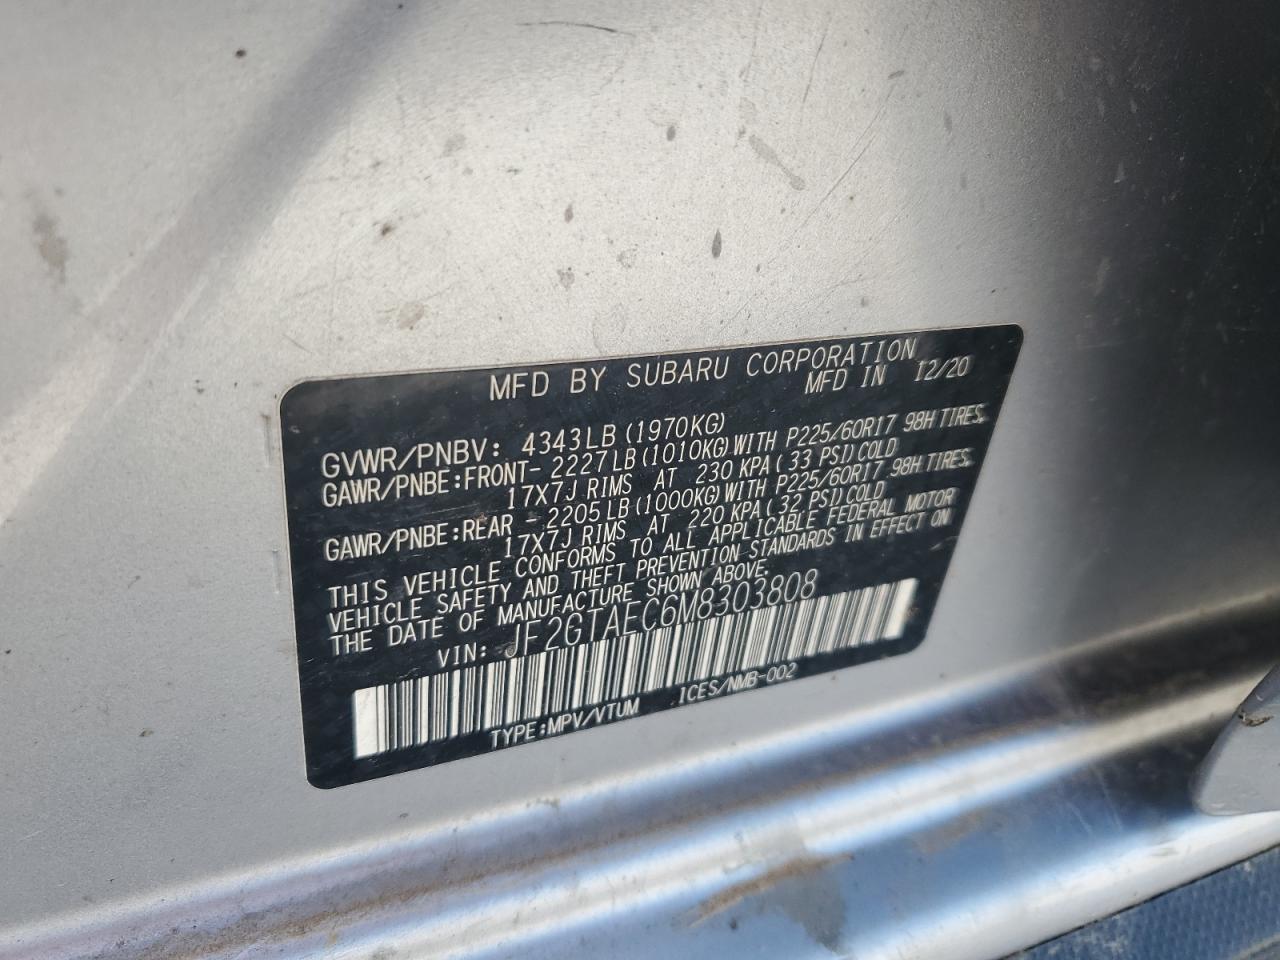 MFD BY SUBARU CORPORATION
MFD IN 12/20
GVWR/PNBV: 4343LB (1970KG)
GAWR/PNBE:FRONT- 2227LB (1010KG) WITH P225/60R17 98H TIRES,
17X7J RIMS AT 230 KPA (33 PSI) COLD
GAWR/PNBE:REAR - 2205LB (1000KG) WITH P225/60R17 98H TIRES,
17X7J RIMS AT 220 KPA (32 PSI) COLD
THIS VEHICLE CONFORMS TO ALL APPLICABLE FEDERAL MOTOR
VEHICLE SAFETY AND THEFT PREVENTION STANDARDS IN EFFECT ON
THE DATE OF MANUFACTURE SHOWN ABOVE.
VIN: JF2GTAEC6M8303808
TYPE:MPV/VTUM ICES/NMB-002